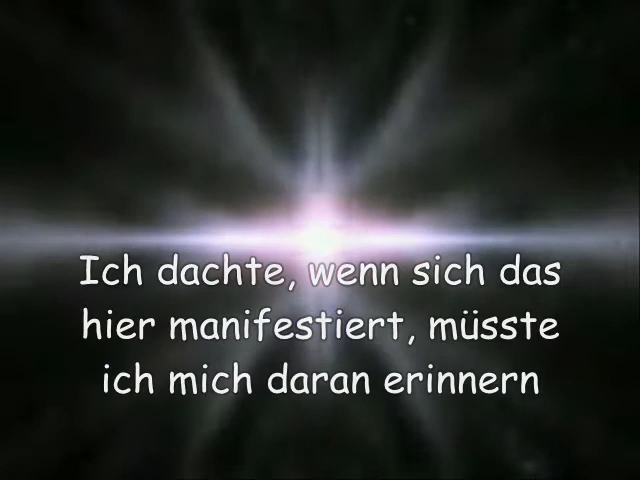 Ich dachte, wenn sich das
hier manifestiert, müsste
ich mich daran erinnern